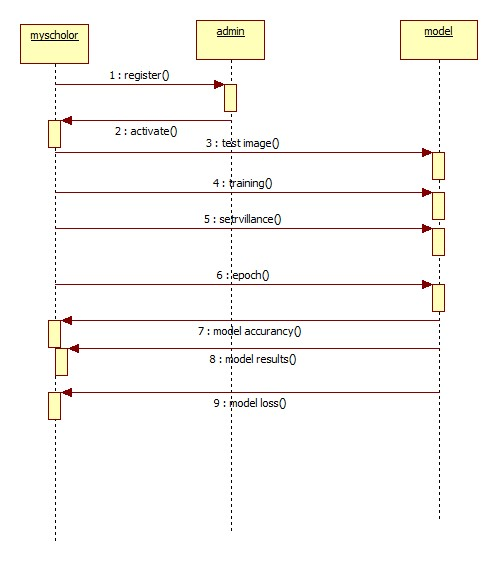 myscholor
admin
model
1 : register()
2 : activate()
3 : test image()
4 : training()
5 : setrvillance()
6 : epoch()
7 : model accurancy()
8 : model results()
9 : model loss()